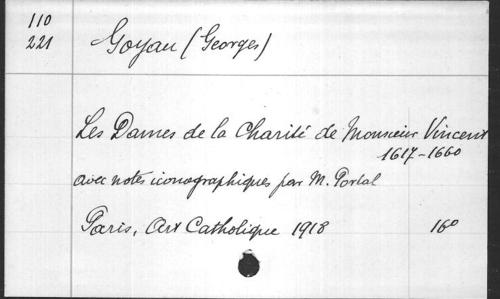 110
221
Goyau (Georges)
Les Dames de la Charité de Monsieur Vincent
1617-1660
avec notes iconographiques par M. Portal
Paris, Art Catholique 1918 16°